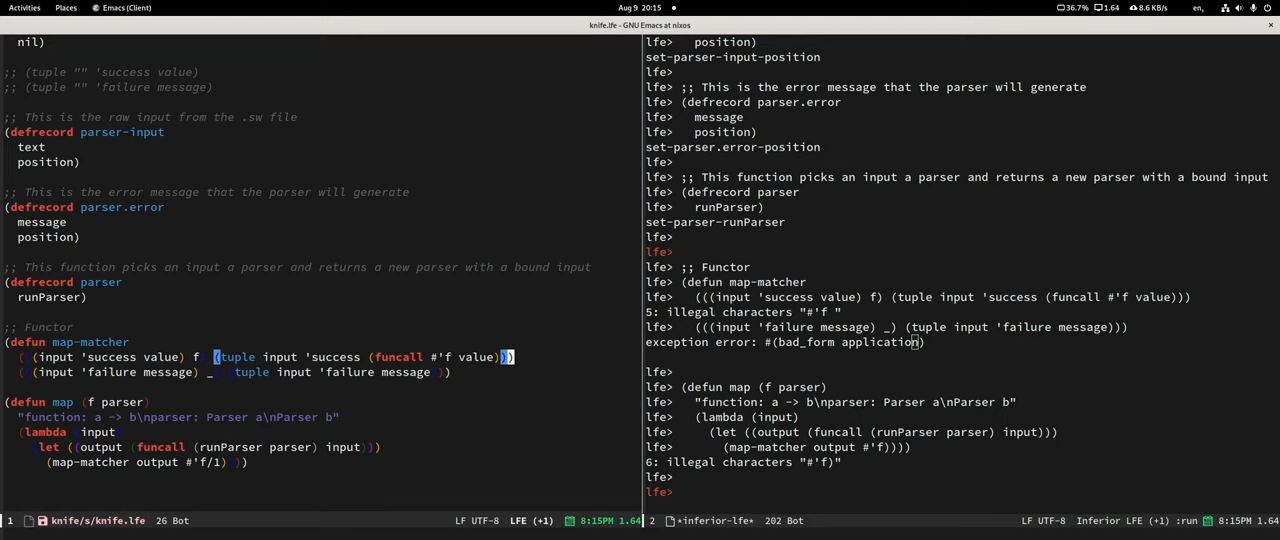 Activities Places Emacs (Client) Aug 9 20:15 36.7% 1.64 8.6 KB/s en,
knife.lfe - GNU Emacs at nixos ×
nil)
;; (tuple "" 'success value)
;; (tuple "" 'failure message)
;; This is the raw input from the .sw file
(defrecord parser-input
text
position)
;; This is the error message that the parser will generate
(defrecord parser.error
message
position)
;; This function picks an input a parser and returns a new parser with a bound input
(defrecord parser
runParser)
;; Functor
(defun map-matcher
(((input 'success value) f) (tuple input 'success (funcall #'f value)))
(((input 'failure message) _) (tuple input 'failure message)))
(defun map (f parser)
"function: a -> b\nparser: Parser a\nParser b"
(lambda (input)
(let ((output (funcall (runParser parser) input)))
(map-matcher output #'f/1))))
1 knife/s/knife.lfe 26 Bot LF UTF-8 LFE (+1) 8:15PM 1.64
lfe> position)
set-parser-input-position
lfe>
lfe> ;; This is the error message that the parser will generate
lfe> (defrecord parser.error
lfe> message
lfe> position)
set-parser.error-position
lfe>
lfe> ;; This function picks an input a parser and returns a new parser with a bound input
lfe> (defrecord parser
lfe> runParser)
set-parser-runParser
lfe>
lfe>
lfe> ;; Functor
lfe> (defun map-matcher
lfe> (((input 'success value) f) (tuple input 'success (funcall #'f value)))
5: illegal characters "#'f "
lfe> (((input 'failure message) _) (tuple input 'failure message)))
exception error: #(bad_form application)
lfe>
lfe> (defun map (f parser)
lfe> "function: a -> b\nparser: Parser a\nParser b"
lfe> (lambda (input)
lfe> (let ((output (funcall (runParser parser) input)))
lfe> (map-matcher output #'f))))
6: illegal characters "#'f)"
lfe>
lfe>
2 *inferior-lfe* 202 Bot LF UTF-8 Inferior LFE (+1) :run 8:15PM 1.64